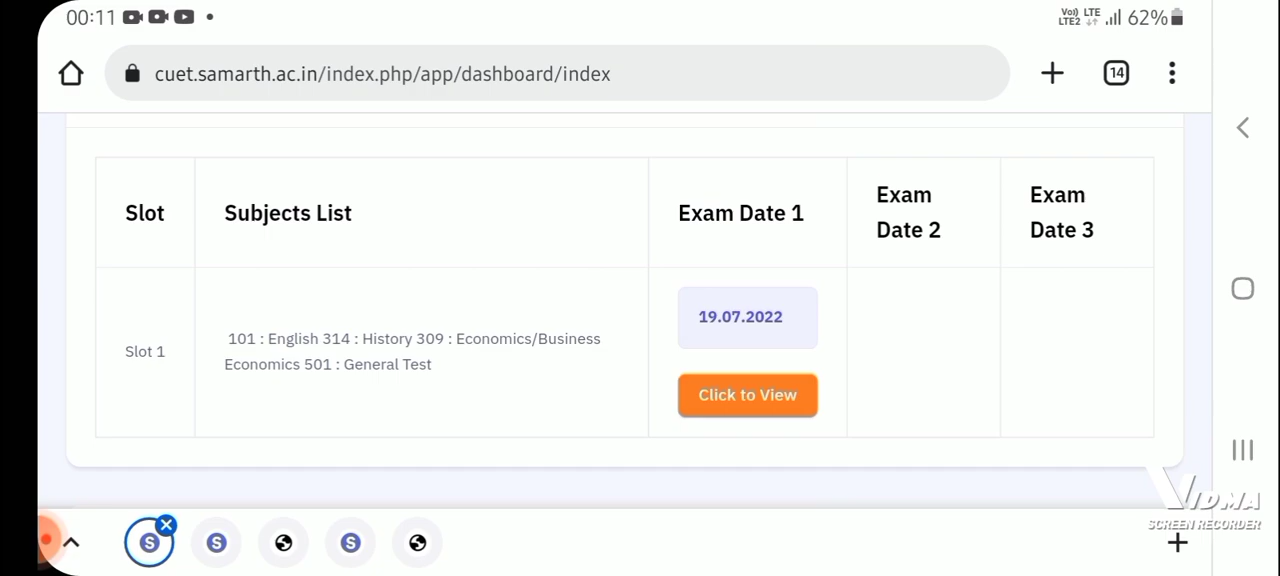 00:11
Vo)) LTE
LTE2
62%
cuet.samarth.ac.in/index.php/app/dashboard/index
14
Slot
Subjects List
Exam Date 1
Exam
Date 2
Exam
Date 3
Slot 1
101 : English 314 : History 309 : Economics/Business
Economics 501 : General Test
19.07.2022
Click to View
S
S
S
VIDMA
SCREEN RECORDER